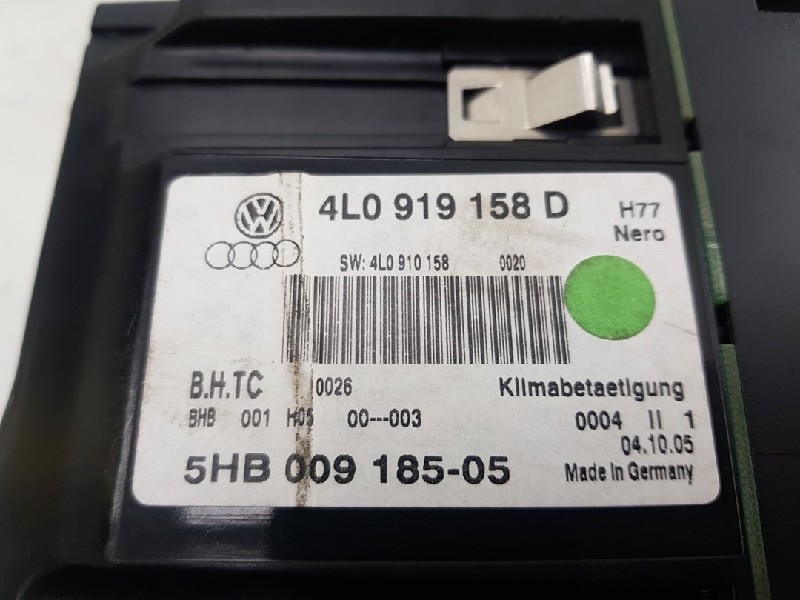 4L0 919 158 D
H77
Nero
SW: 4L0 910 158 0020
B.H.TC 0026 Klimabetaetigung
BHB 001 H05 00---003 0004 II 1
04.10.05
5HB 009 185-05 Made In Germany